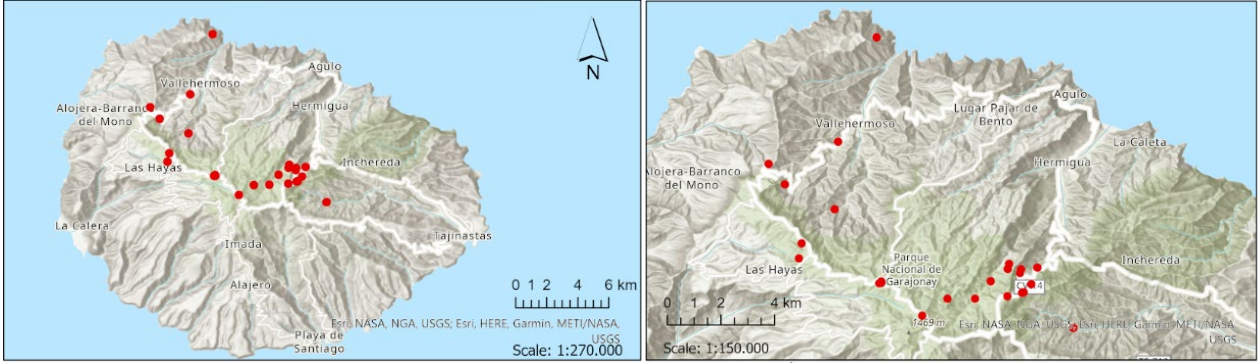 N
Agulo
Vallehermoso
Alojera-Barranco
del Mono
Hermigua
Las Hayas
Inchereda
La Calera
Imada
Tajinastas
Alajeró
Playa de
Santiago
0 1 2 4 6 km
Esri, NASA, NGA, USGS; Esri, HERE, Garmin, METI/NASA,
USGS
Scale: 1:270.000
Agulo
Lugar Pajar de
Bento
Vallehermoso
La Caleta
Hermigua
Alojera-Barranco
del Mono
Parque
Nacional de
Garajonay
Las Hayas
Inchereda
0 1 2 4 km
1469 m
Esri, NASA, NGA, USGS; Esri, HERE, Garmin, METI/NASA,
USGS
Scale: 1:150.000